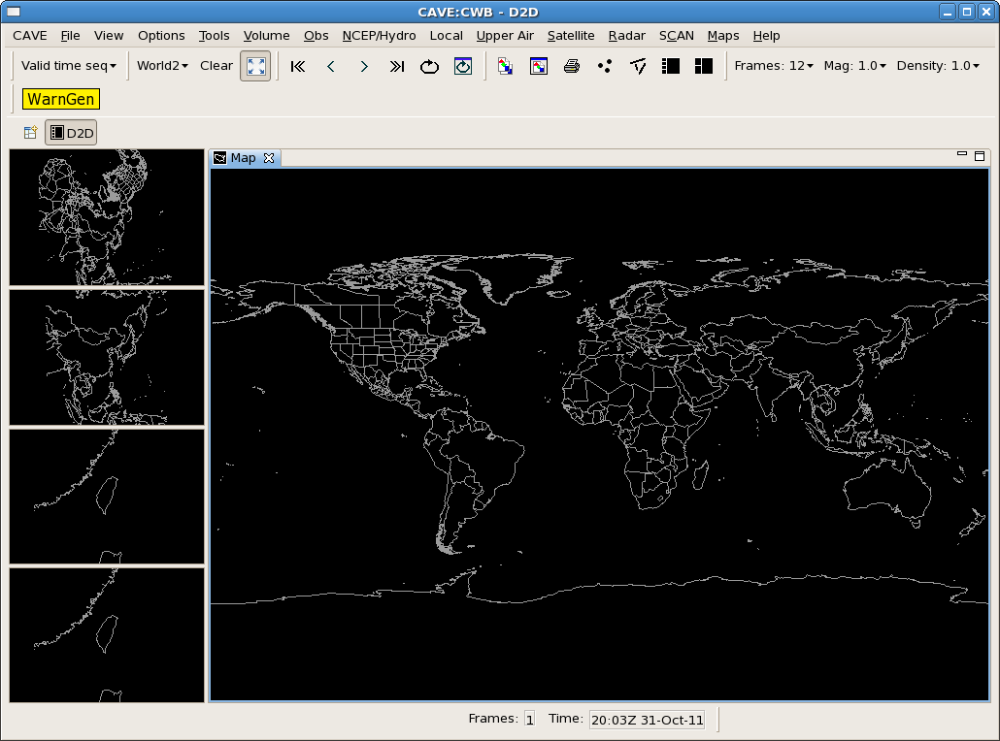 CAVE:CWB - D2D
CAVE File View Options Tools Volume Obs NCEP/Hydro Local Upper Air Satellite Radar SCAN Maps Help
Valid time seq World2 Clear Frames: 12 Mag: 1.0 Density: 1.0
WarnGen
D2D
Map
Frames: 1 Time: 20:03Z 31-Oct-11